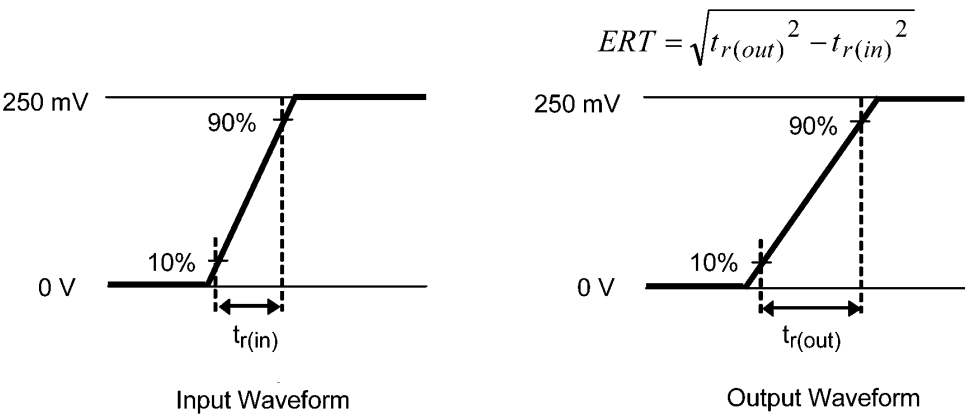 ERT = √(t_r(out)² − t_r(in)²)
250 mV
90%
10%
0 V
t_r(in)
Input Waveform
250 mV
90%
10%
0 V
t_r(out)
Output Waveform